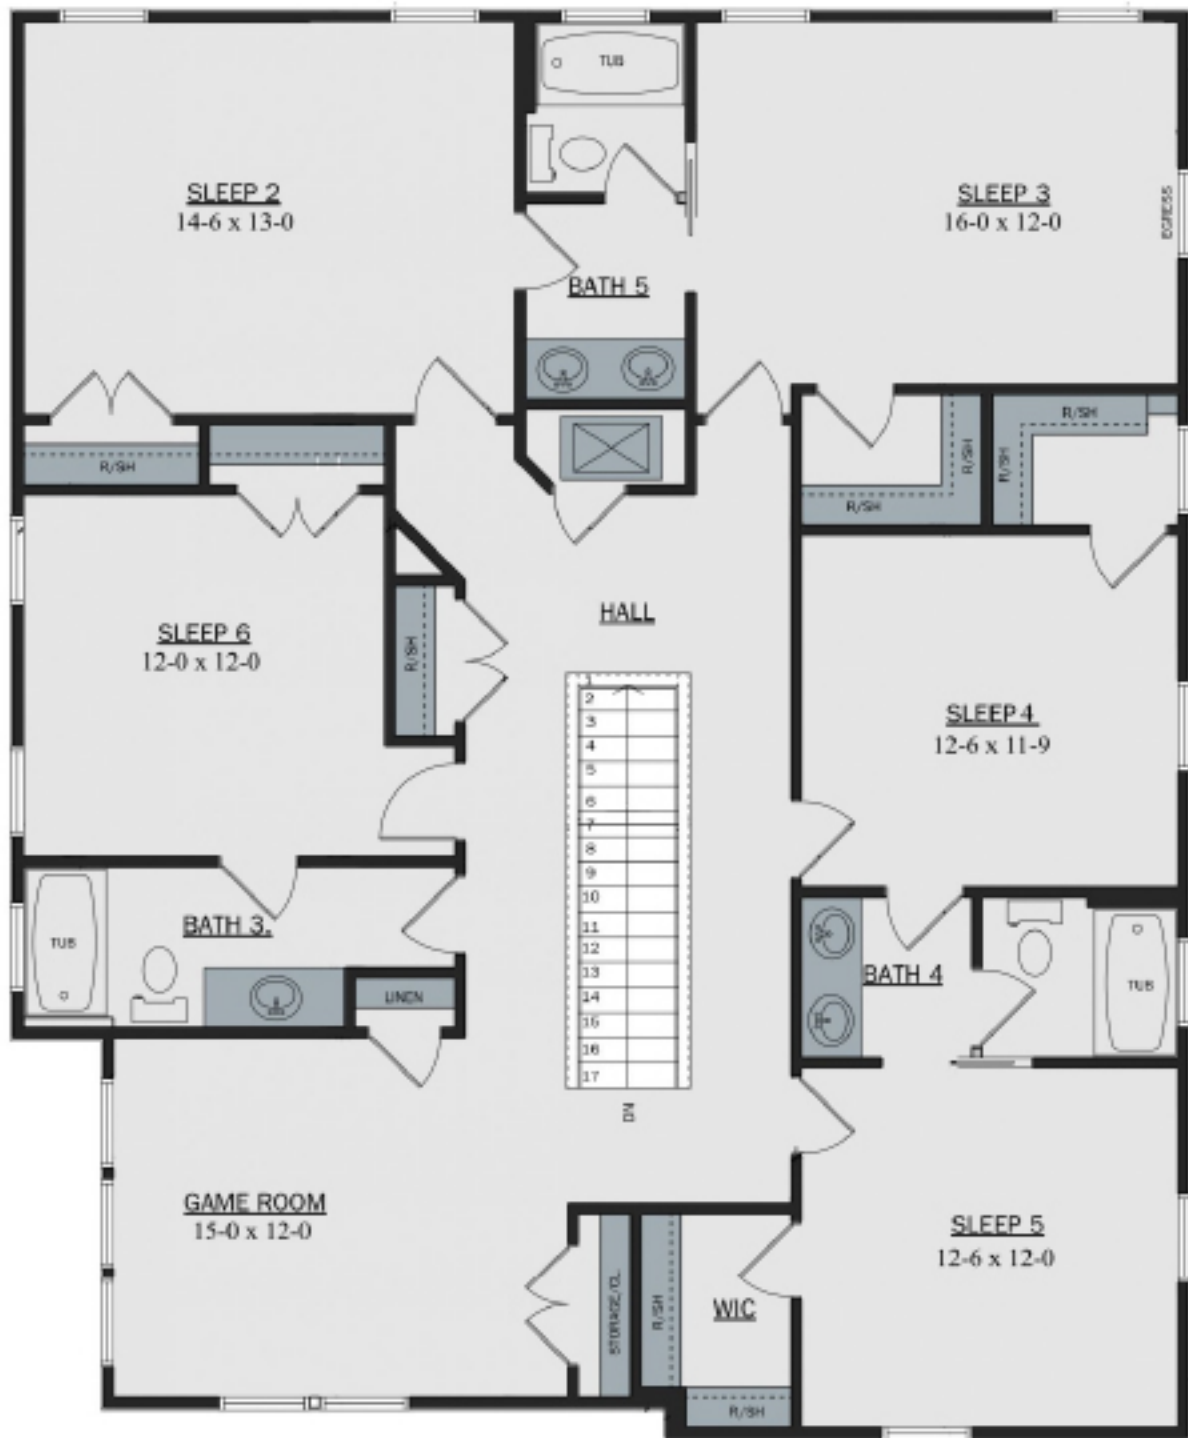 TUB
SLEEP 2
14-6 x 13-0
SLEEP 3
16-0 x 12-0
EGRESS
BATH 5
R/SH
R/SH
R/SH
R/SH
R/SH
SLEEP 6
12-0 x 12-0
R/SH
HALL
SLEEP 4
12-6 x 11-9
1
2
3
4
5
6
7
8
9
10
11
12
13
14
15
16
17
DN
BATH 3.
TUB
LINEN
BATH 4
TUB
GAME ROOM
15-0 x 12-0
STORAGE/CL
R/SH
WIC
R/SH
SLEEP 5
12-6 x 12-0